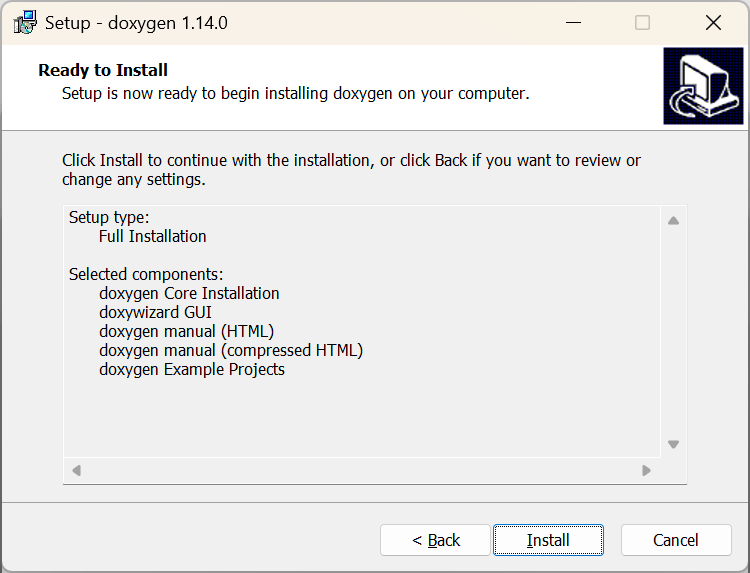 Setup - doxygen 1.14.0
Ready to Install
Setup is now ready to begin installing doxygen on your computer.
Click Install to continue with the installation, or click Back if you want to review or
change any settings.
Setup type:
Full Installation
Selected components:
doxygen Core Installation
doxywizard GUI
doxygen manual (HTML)
doxygen manual (compressed HTML)
doxygen Example Projects
< Back
Install
Cancel